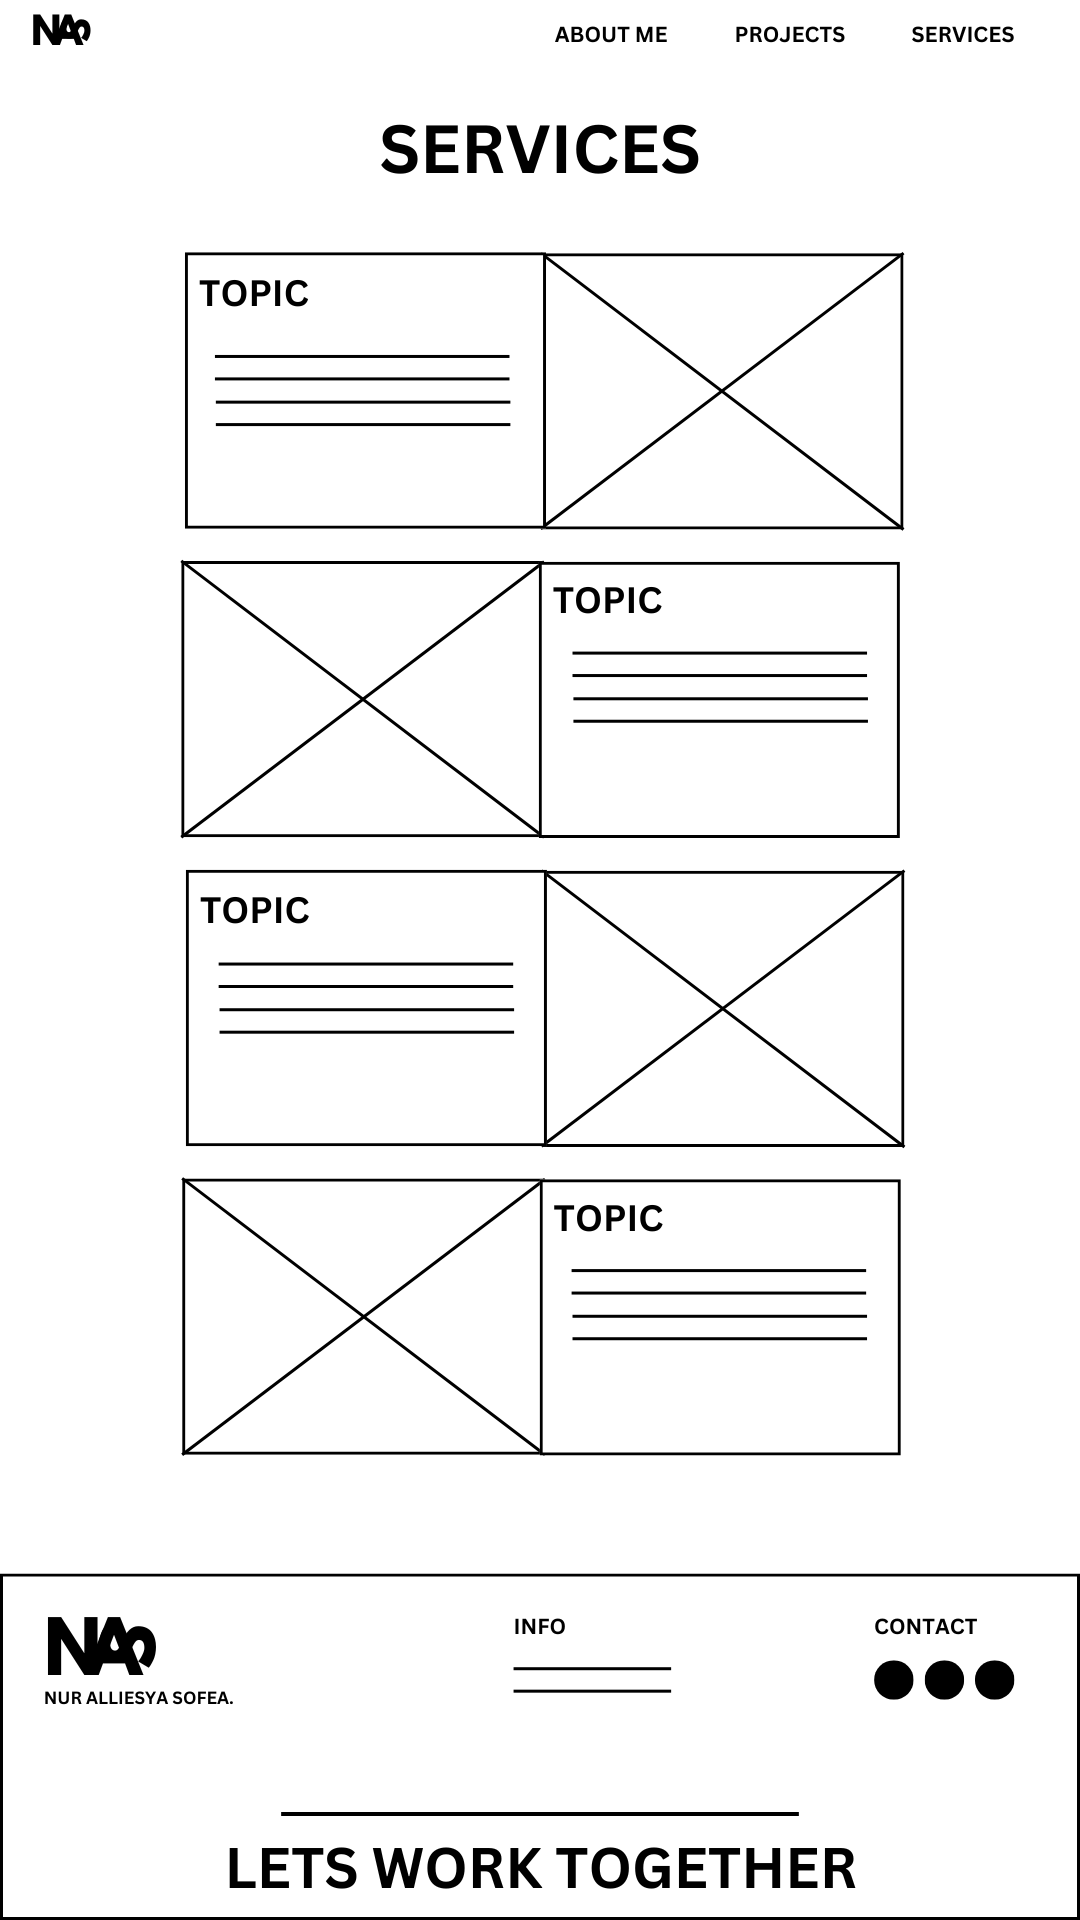 NAS
ABOUT ME PROJECTS SERVICES
SERVICES
TOPIC
TOPIC
TOPIC
TOPIC
NAS
NUR ALLIESYA SOFEA.
INFO
CONTACT
LETS WORK TOGETHER